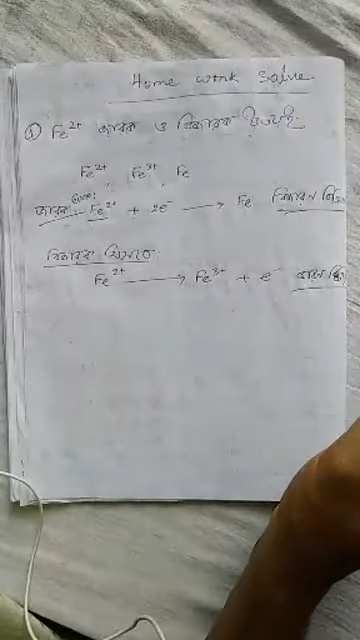 Home work Solve
① Fe²⁺ জারক ও বিজারক উভয়ই
Fe²⁺ , Fe³⁺ , Fe
জারক হিসেবে:- Fe²⁺ + 2e⁻ ⟶ Fe বিজারণ
বিজারক হিসেবে
Fe²⁺ ⟶ Fe³⁺ + e⁻ জারণ